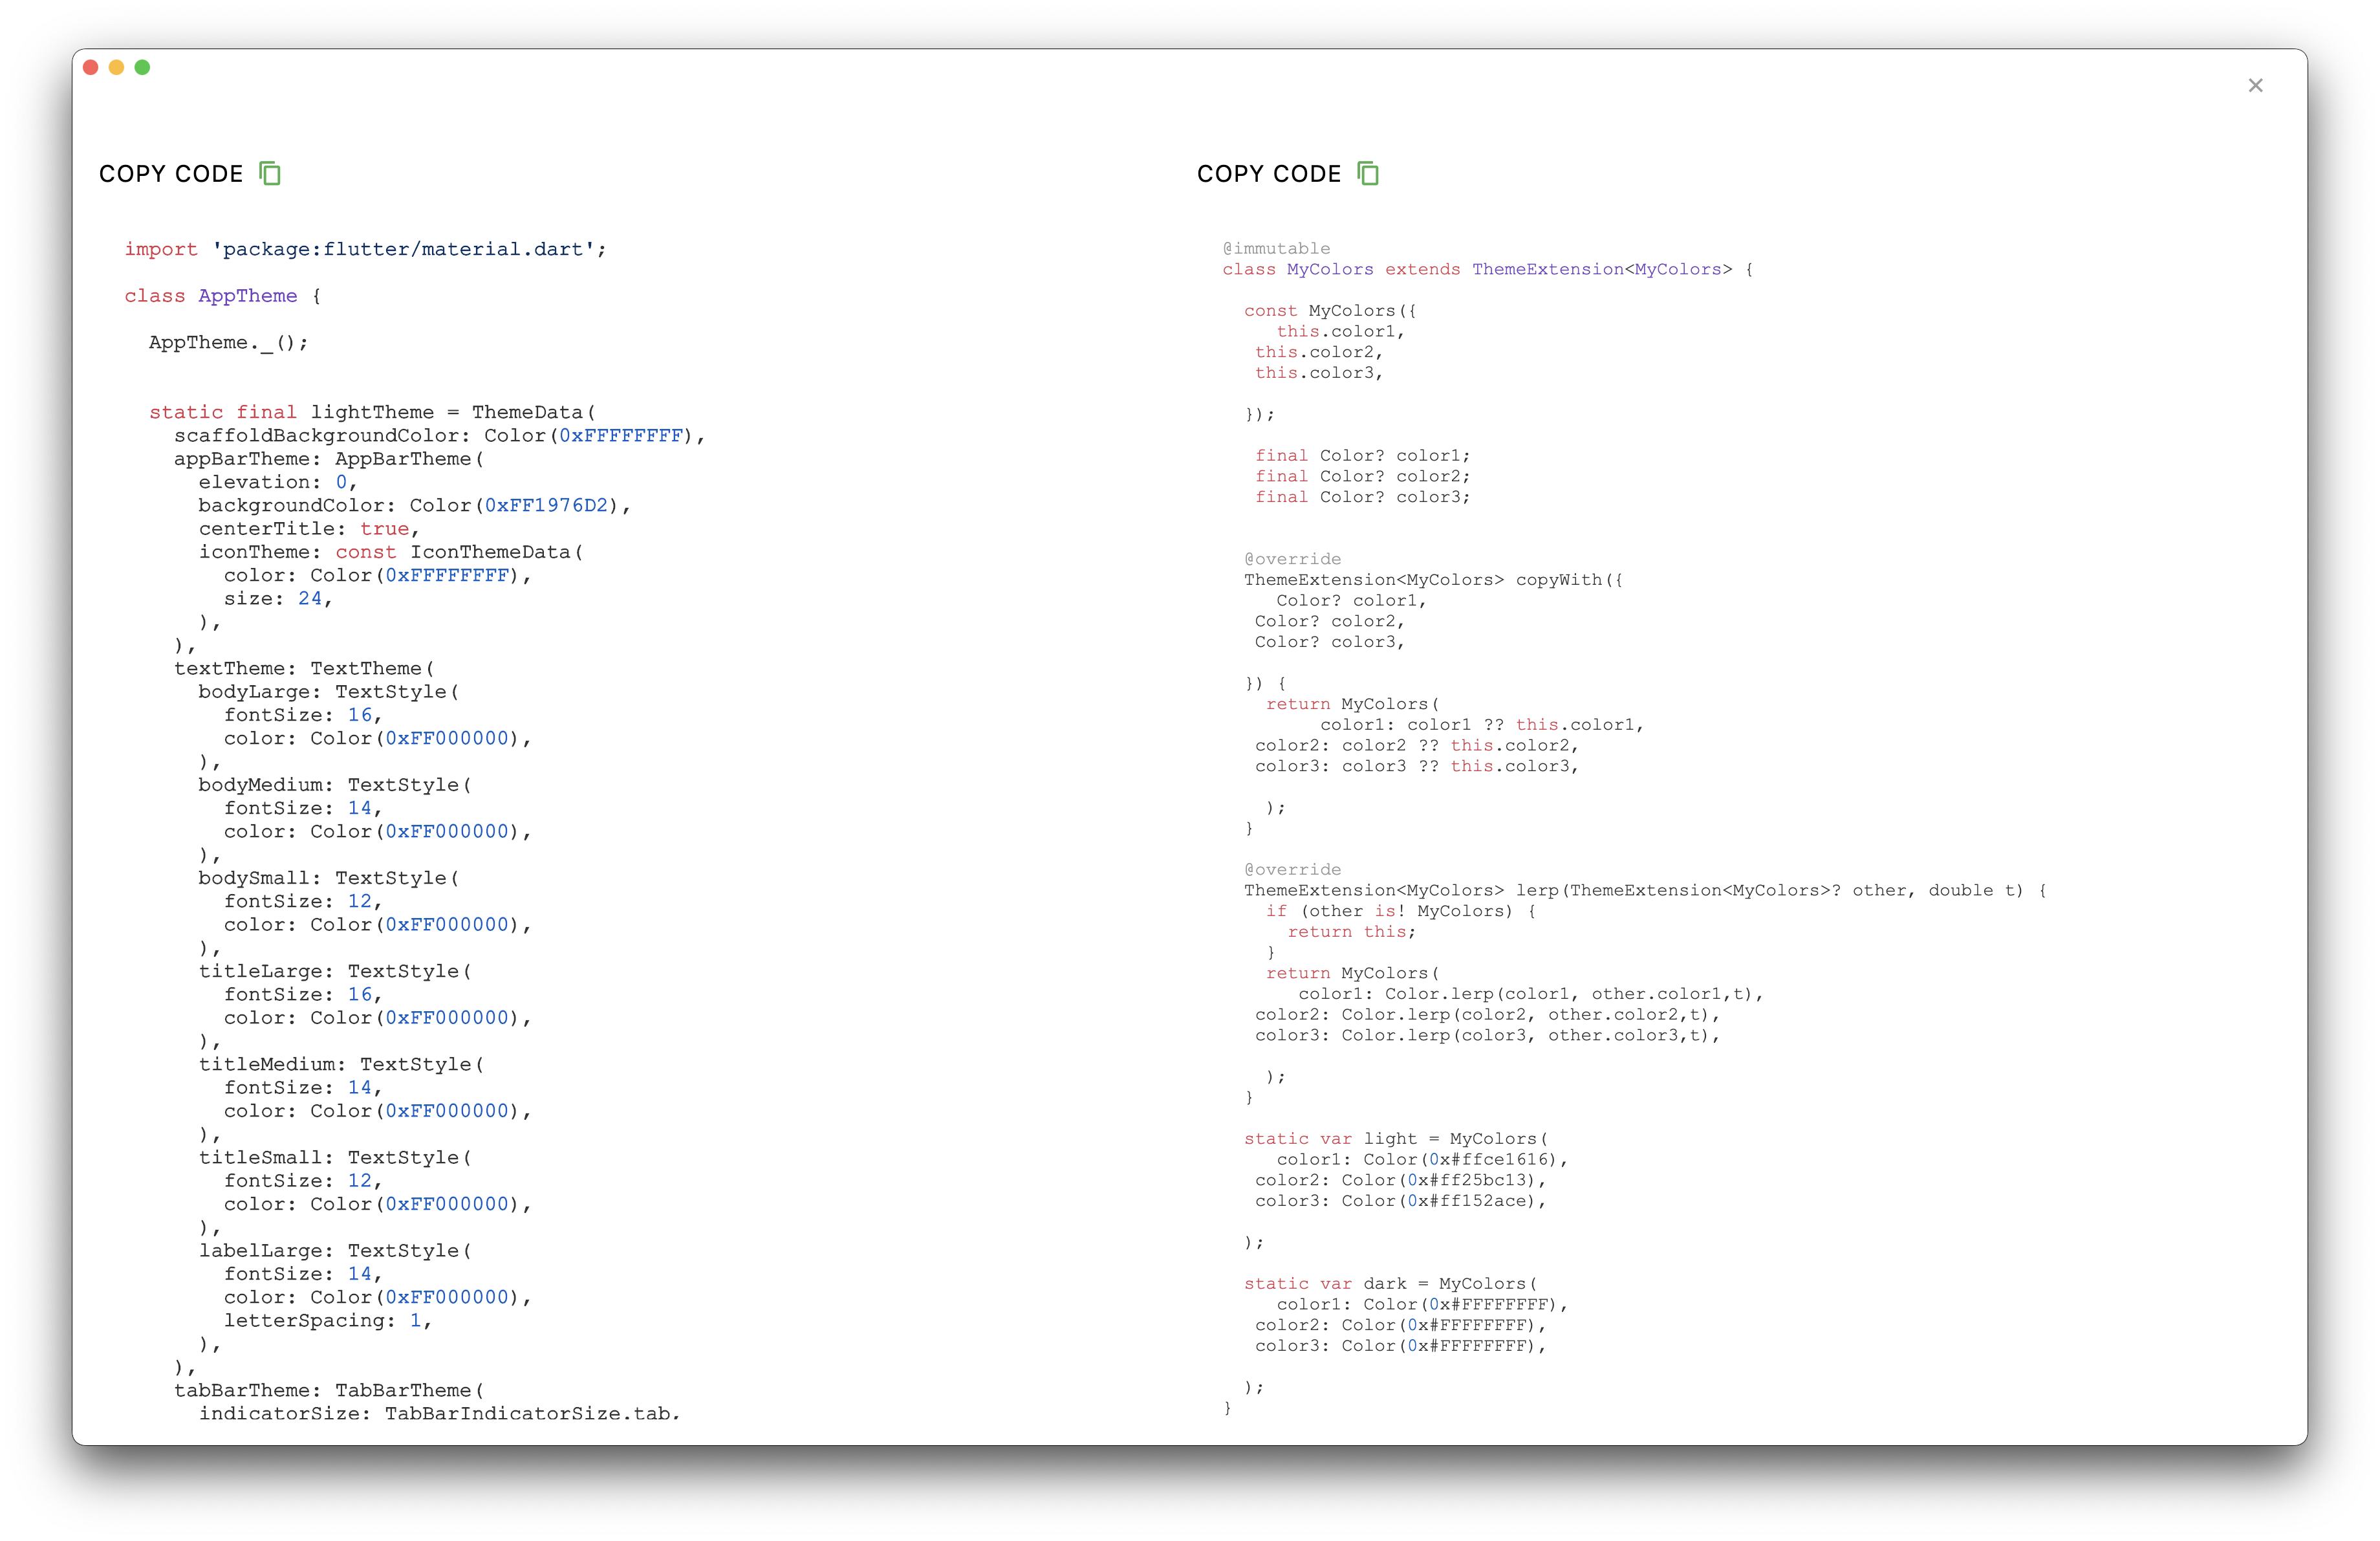 COPY CODE
import 'package:flutter/material.dart';
class AppTheme {
AppTheme._();
static final lightTheme = ThemeData(
scaffoldBackgroundColor: Color(0xFFFFFFFF),
appBarTheme: AppBarTheme(
elevation: 0,
backgroundColor: Color(0xFF1976D2),
centerTitle: true,
iconTheme: const IconThemeData(
color: Color(0xFFFFFFFF),
size: 24,
),
),
textTheme: TextTheme(
bodyLarge: TextStyle(
fontSize: 16,
color: Color(0xFF000000),
),
bodyMedium: TextStyle(
fontSize: 14,
color: Color(0xFF000000),
),
bodySmall: TextStyle(
fontSize: 12,
color: Color(0xFF000000),
),
titleLarge: TextStyle(
fontSize: 16,
color: Color(0xFF000000),
),
titleMedium: TextStyle(
fontSize: 14,
color: Color(0xFF000000),
),
titleSmall: TextStyle(
fontSize: 12,
color: Color(0xFF000000),
),
labelLarge: TextStyle(
fontSize: 14,
color: Color(0xFF000000),
letterSpacing: 1,
),
),
tabBarTheme: TabBarTheme(
indicatorSize: TabBarIndicatorSize.tab,
COPY CODE
@immutable
class MyColors extends ThemeExtension<MyColors> {
const MyColors({
this.color1,
this.color2,
this.color3,
});
final Color? color1;
final Color? color2;
final Color? color3;
@override
ThemeExtension<MyColors> copyWith({
Color? color1,
Color? color2,
Color? color3,
}) {
return MyColors(
color1: color1 ?? this.color1,
color2: color2 ?? this.color2,
color3: color3 ?? this.color3,
);
}
@override
ThemeExtension<MyColors> lerp(ThemeExtension<MyColors>? other, double t) {
if (other is! MyColors) {
return this;
}
return MyColors(
color1: Color.lerp(color1, other.color1,t),
color2: Color.lerp(color2, other.color2,t),
color3: Color.lerp(color3, other.color3,t),
);
}
static var light = MyColors(
color1: Color(0x#ffce1616),
color2: Color(0x#ff25bc13),
color3: Color(0x#ff152ace),
);
static var dark = MyColors(
color1: Color(0x#FFFFFFFF),
color2: Color(0x#FFFFFFFF),
color3: Color(0x#FFFFFFFF),
);
}